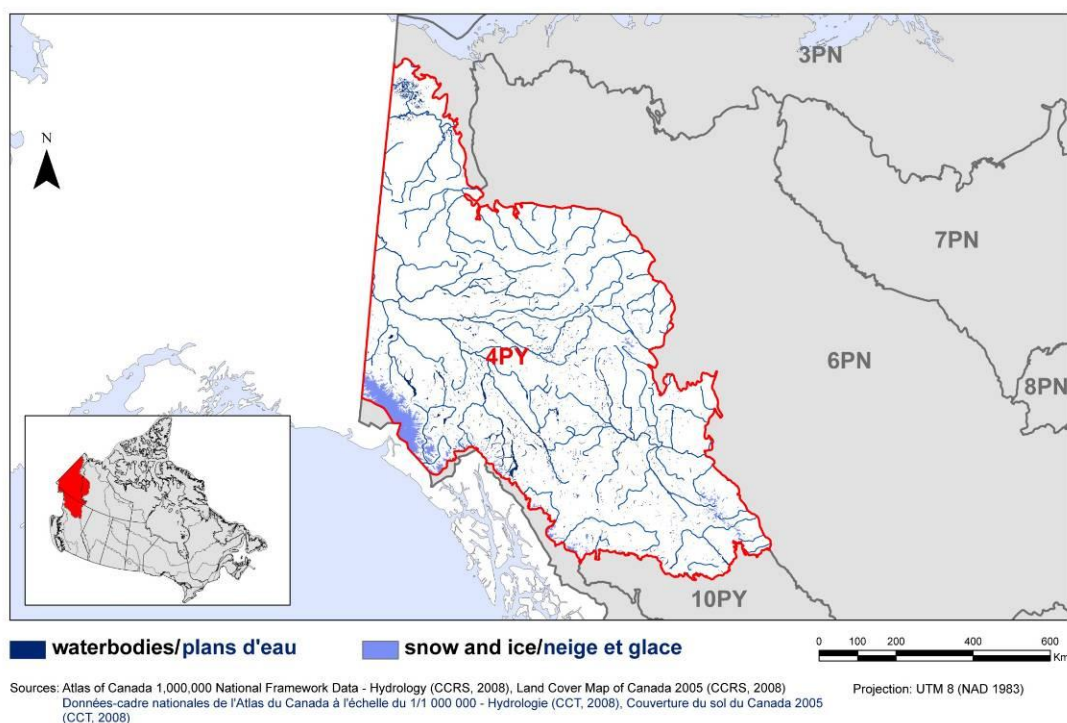 3PN
N
7PN
4PY
6PN
8PN
10PY
waterbodies/plans d'eau
snow and ice/neige et glace
0 100 200 400 600
Km
Sources: Atlas of Canada 1,000,000 National Framework Data - Hydrology (CCRS, 2008), Land Cover Map of Canada 2005 (CCRS, 2008)
Projection: UTM 8 (NAD 1983)
Données-cadre nationales de l'Atlas du Canada à l'échelle du 1/1 000 000 - Hydrologie (CCT, 2008), Couverture du sol du Canada 2005
(CCT, 2008)